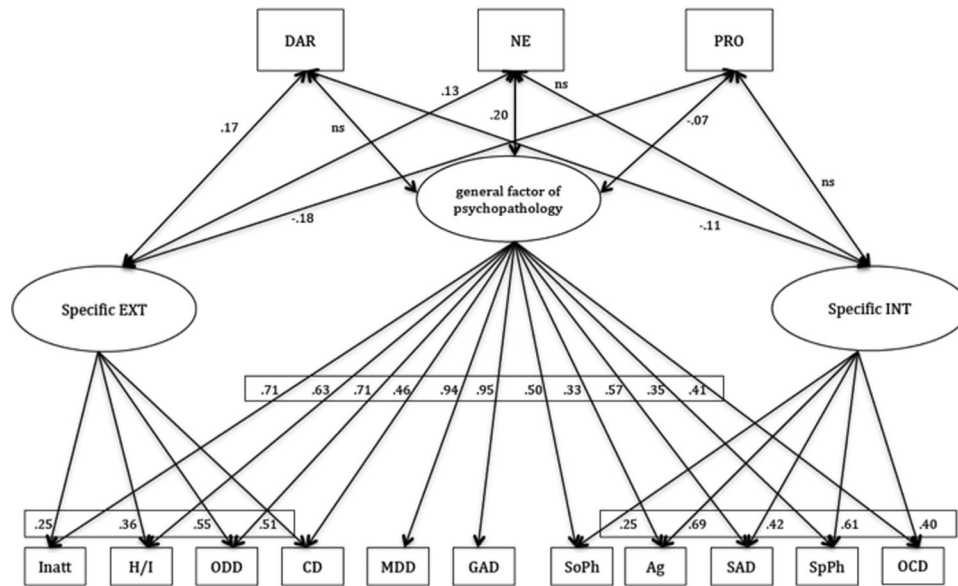 DAR NE PRO
.13 ns
.17 ns .20 -.07
ns
-.18 general factor of
psychopathology -.11
Specific EXT Specific INT
.71 .63 .71 .46 .94 .95 .50 .33 .57 .35 .41
.25 .36 .55 .51 .25 .69 .42 .61 .40
Inatt H/I ODD CD MDD GAD SoPh Ag SAD SpPh OCD